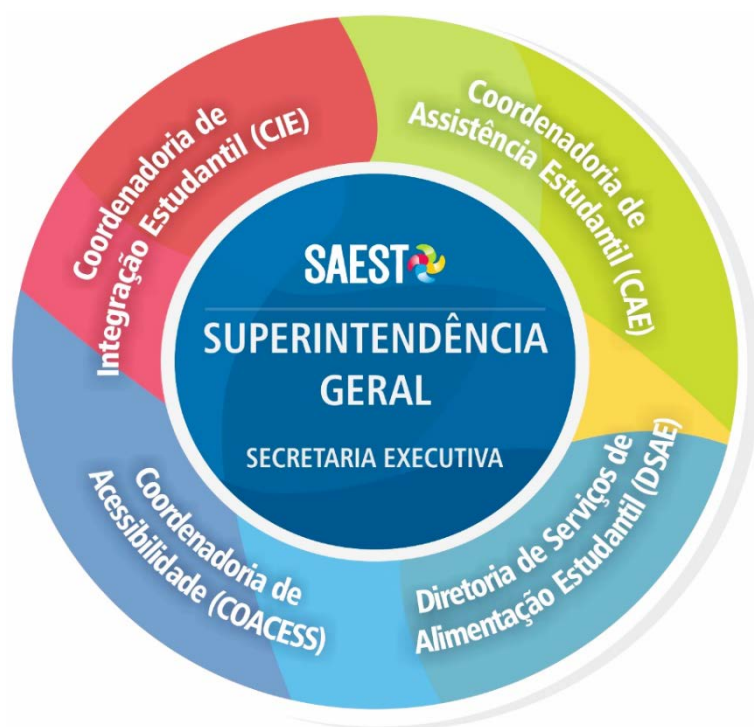 SAEST
SUPERINTENDÊNCIA
GERAL
SECRETARIA EXECUTIVA
Coordenadoria de
Integração Estudantil (CIE)
Coordenadoria de
Assistência Estudantil (CAE)
Diretoria de Serviços de
Alimentação Estudantil (DSAE)
Coordenadoria de
Acessibilidade (COACESS)